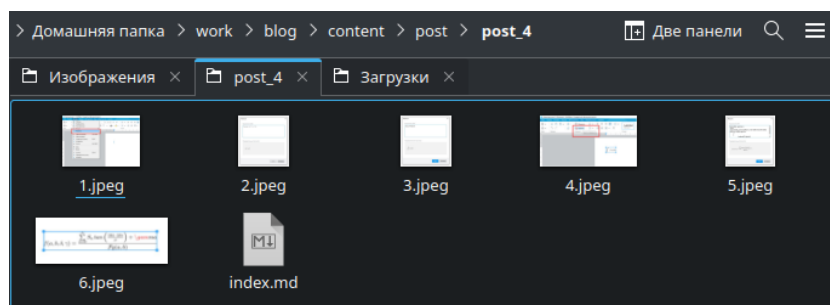 > Домашняя папка > work > blog > content > post > post_4 Две панели
Изображения × post_4 × Загрузки ×
1.jpeg 2.jpeg 3.jpeg 4.jpeg 5.jpeg
6.jpeg index.md